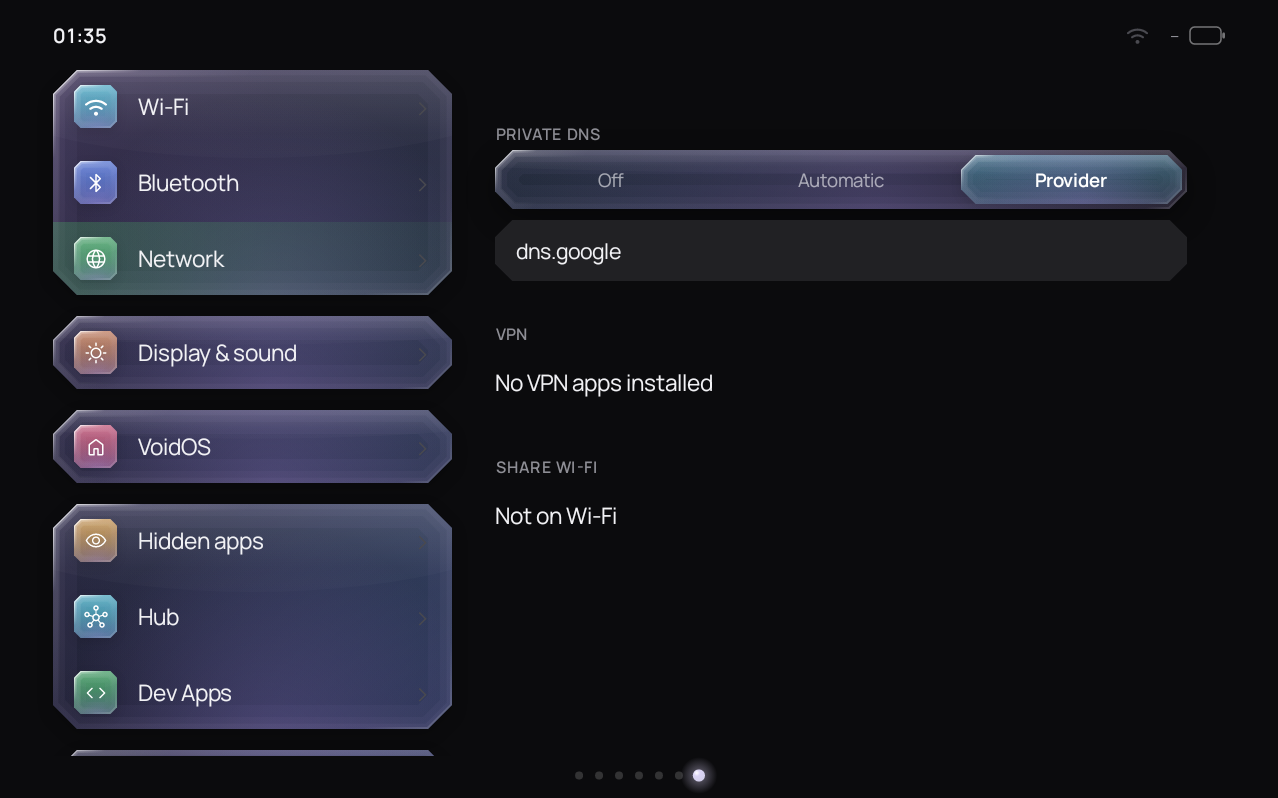 01:35
–
Wi-Fi
Bluetooth
Network
Display & sound
VoidOS
Hidden apps
Hub
Dev Apps
PRIVATE DNS
Off
Automatic
Provider
dns.google
VPN
No VPN apps installed
SHARE WI-FI
Not on Wi-Fi